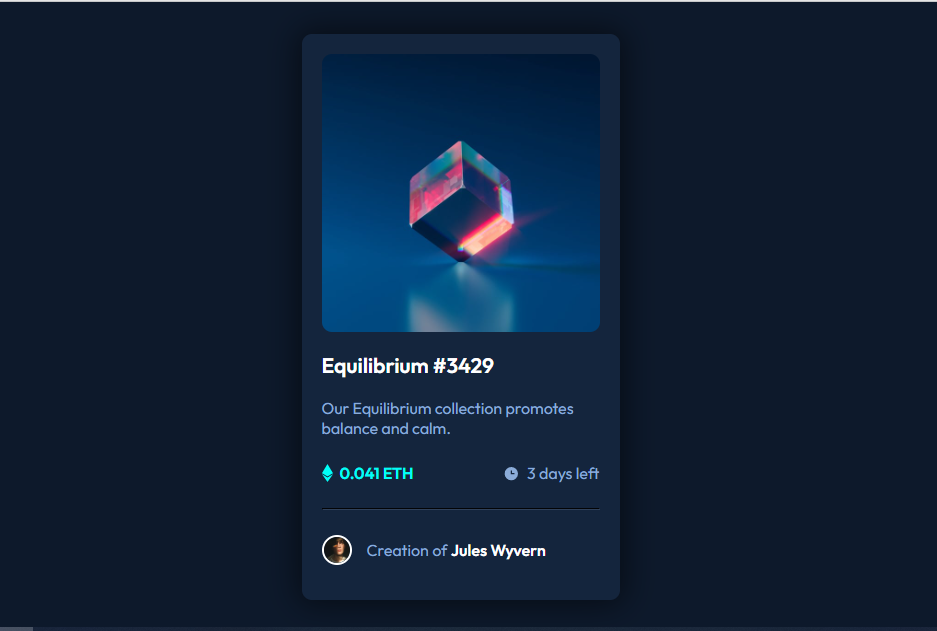 Equilibrium #3429
Our Equilibrium collection promotes
balance and calm.
0.041 ETH
3 days left
Creation of Jules Wyvern